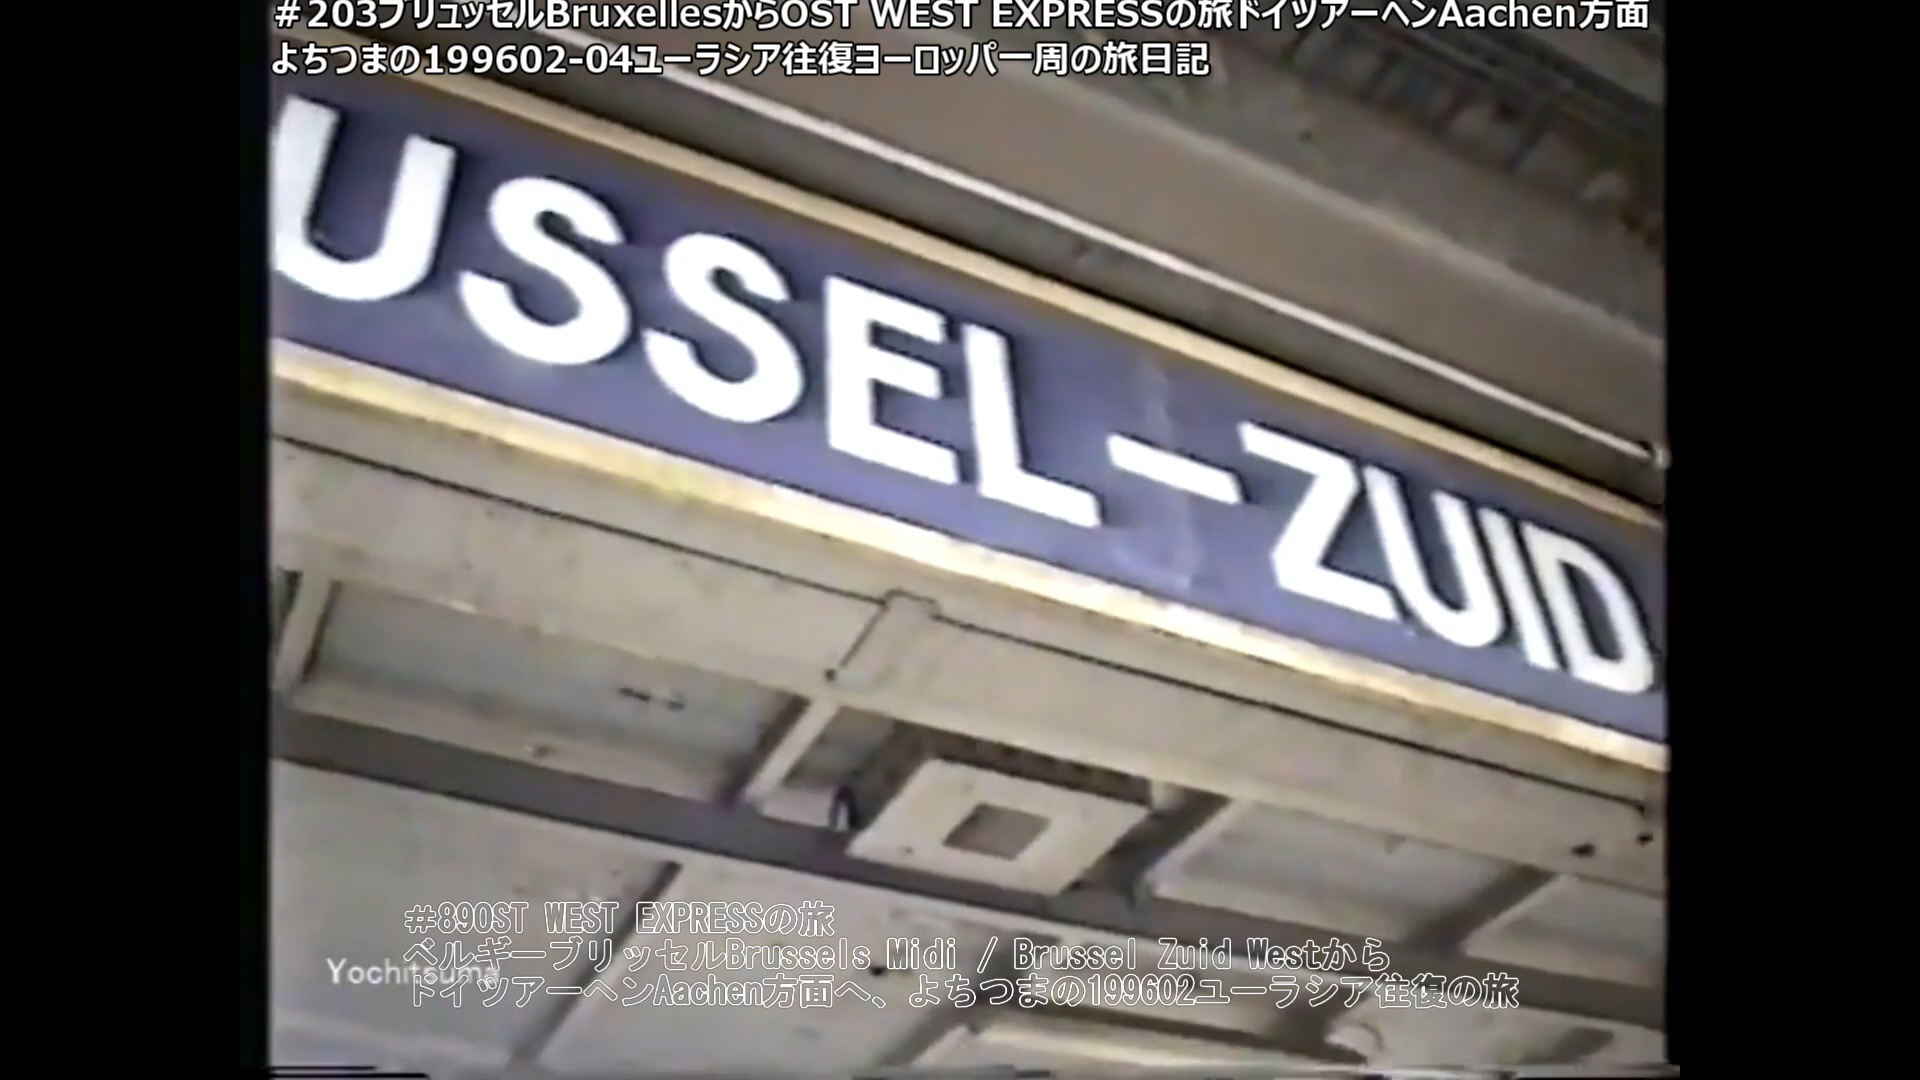 #203ブリュッセルBruxellesからOST WEST EXPRESSの旅ドイツアーヘンAachen方面
よちつまの199602-04ユーラシア往復ヨーロッパ一周の旅日記
USSEL-ZUID
#89OST WEST EXPRESSの旅
ベルギーブリッセルBrussels Midi / Brussel Zuid Westから
Yochitsuma
ドイツアーヘンAachen方面へ、よちつまの199602ユーラシア往復の旅